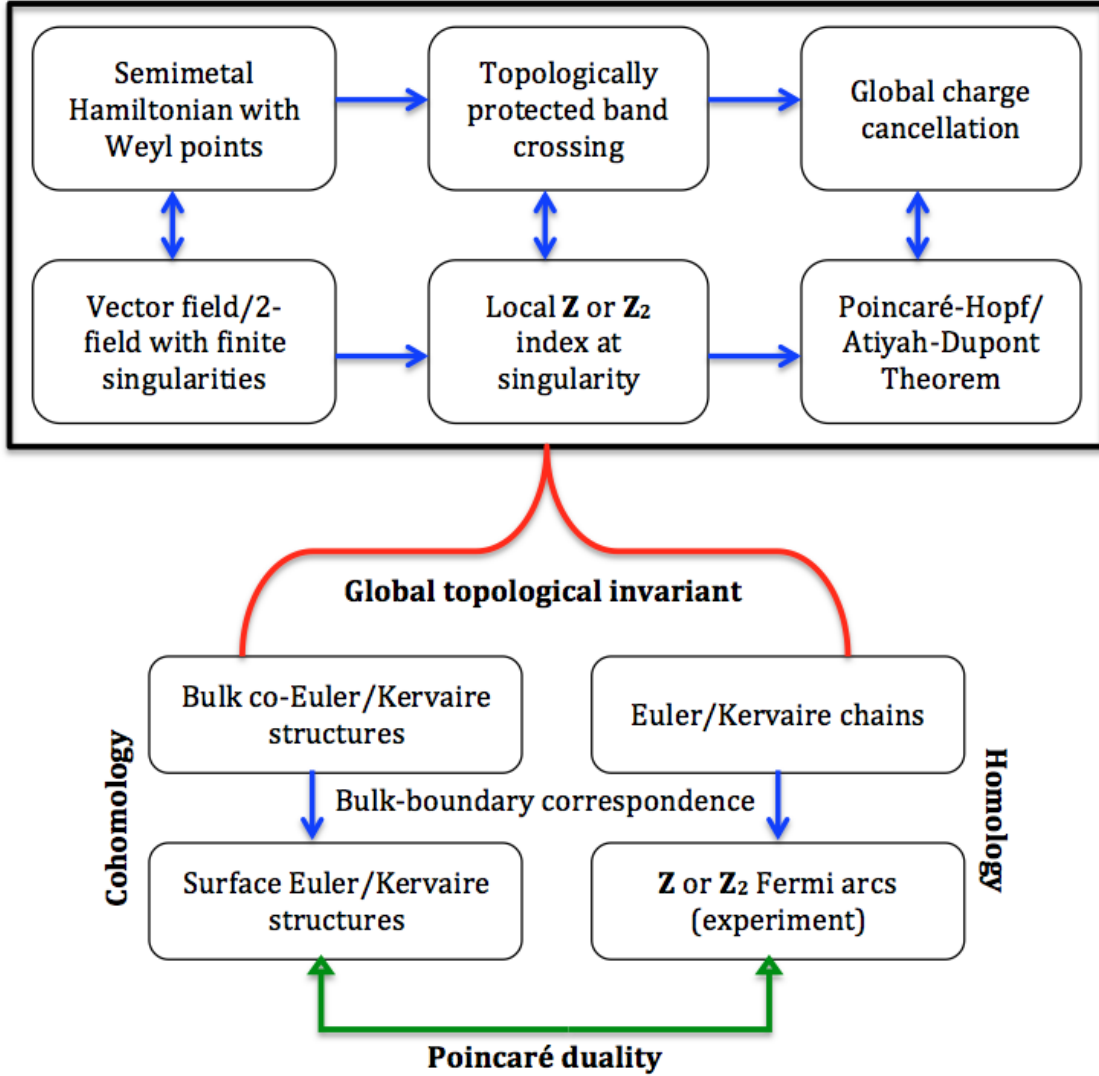 Semimetal
Hamiltonian with
Weyl points
Topologically
protected band
crossing
Global charge
cancellation
Vector field/2-
field with finite
singularities
Local Z or Z₂
index at
singularity
Poincaré-Hopf/
Atiyah-Dupont
Theorem
Global topological invariant
Cohomology
Bulk co-Euler/Kervaire
structures
Euler/Kervaire chains
Homology
Bulk-boundary correspondence
Surface Euler/Kervaire
structures
Z or Z₂ Fermi arcs
(experiment)
Poincaré duality